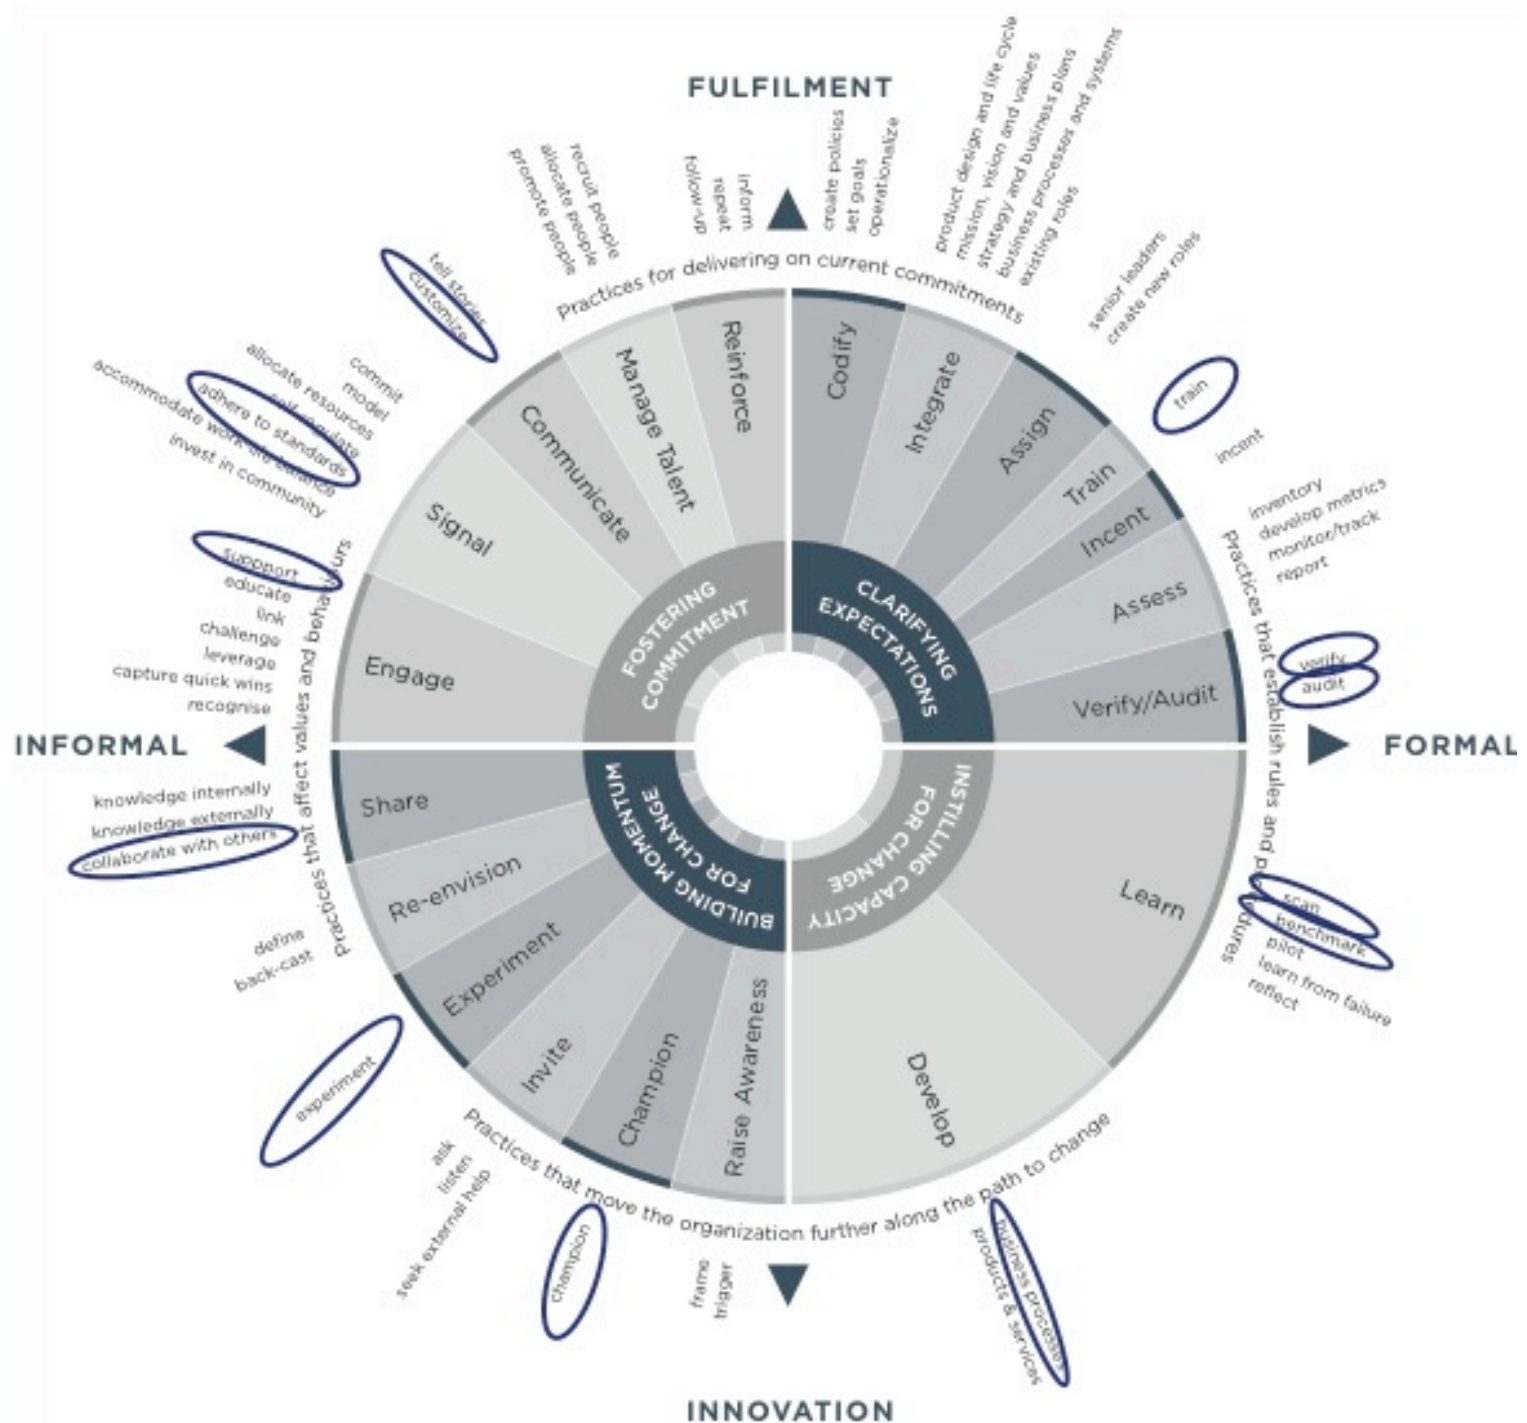 FULFILMENT
Practices for delivering on current commitments
create policies
set goals
operationalize
product design and life cycle
mission, vision and values
strategy and business plans
business processes and systems
existing roles
senior leaders
create new roles
train
incent
inventory
develop metrics
monitor/track
report
verify
audit
FORMAL
Practices that establish rules and procedures
scan
benchmark
pilot
learn from failure
reflect
business processes
products & services
INNOVATION
Practices that move the organization further along the path to change
frame
trigger
champion
ask
listen
seek external help
experiment
define
back-cast
knowledge internally
knowledge externally
collaborate with others
INFORMAL
Practices that affect values and behaviours
suppport
educate
link
challenge
leverage
capture quick wins
recognise
commit
model
allocate resources
self-regulate
adhere to standards
accommodate work-life balance
invest in community
tell stories
customize
recruit people
allocate people
promote people
inform
repeat
follow-up
CLARIFYING
EXPECTATIONS
Codify
Integrate
Assign
Train
Incent
Assess
Verify/Audit
INSTILLING CAPACITY
FOR CHANGE
Learn
Develop
BUILDING MOMENTUM
FOR CHANGE
Raise Awareness
Champion
Invite
Experiment
Re-envision
Share
FOSTERING
COMMITMENT
Engage
Signal
Communicate
Manage Talent
Reinforce